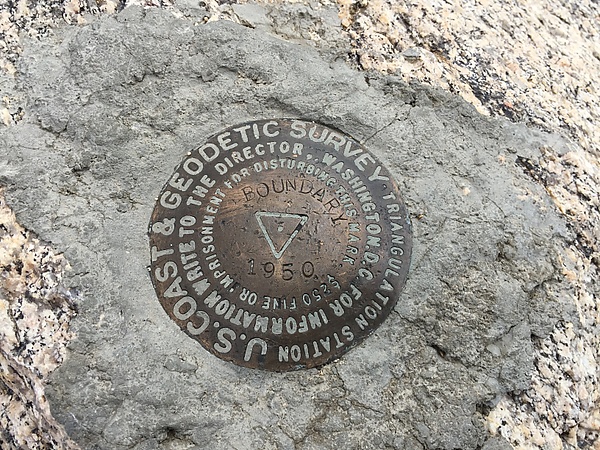 U.S. COAST & GEODETIC SURVEY
TRIANGULATION STATION
WRITE TO THE DIRECTOR, WASHINGTON, D.C. FOR INFORMATION
$250 FINE OR IMPRISONMENT FOR DISTURBING THIS MARK.
BOUNDARY
1950